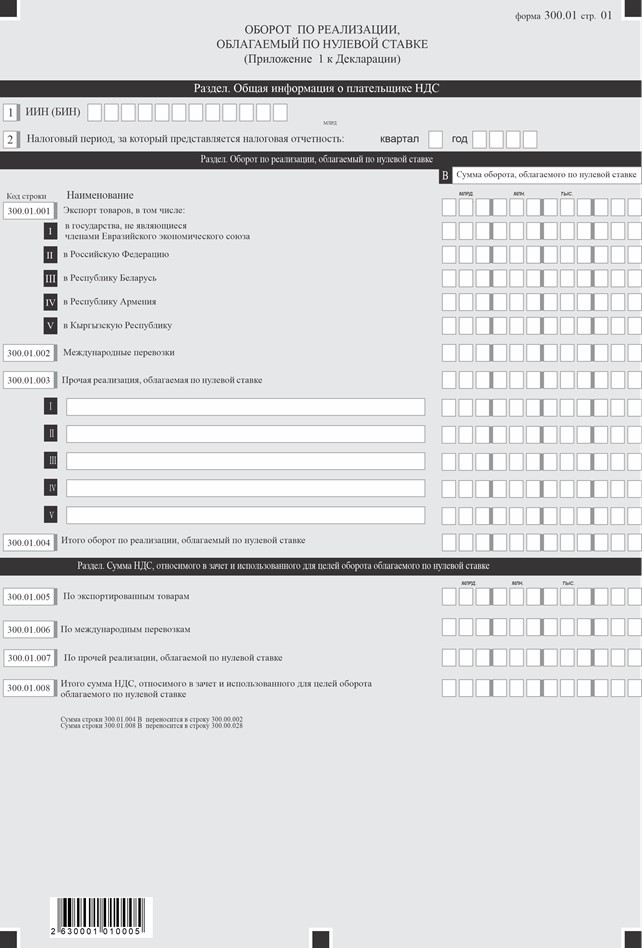 форма 300.01 стр. 01
ОБОРОТ ПО РЕАЛИЗАЦИИ,
ОБЛАГАЕМЫЙ ПО НУЛЕВОЙ СТАВКЕ
(Приложение 1 к Декларации)
Раздел. Общая информация о плательщике НДС
1 ИИН (БИН)
МЛРД
2 Налоговый период, за который представляется налоговая отчетность: квартал год
Раздел. Оборот по реализации, облагаемый по нулевой ставке
B Сумма оборота, облагаемого по нулевой ставке
Код строки Наименование МЛРД. МЛН. ТЫС.
300.01.001 Экспорт товаров, в том числе:
I в государства, не являющиеся
членами Евразийского экономического союза
II в Российскую Федерацию
III в Республику Беларусь
IV в Республику Армения
V в Кыргызскую Республику
300.01.002 Международные перевозки
300.01.003 Прочая реализация, облагаемая по нулевой ставке
I
II
III
IV
V
300.01.004 Итого оборот по реализации, облагаемый по нулевой ставке
Раздел. Сумма НДС, относимого в зачет и использованного для целей оборота облагаемого по нулевой ставке
МЛРД. МЛН. ТЫС.
300.01.005 По экспортированным товарам
300.01.006 По международным перевозкам
300.01.007 По прочей реализации, облагаемой по нулевой ставке
300.01.008 Итого сумма НДС, относимого в зачет и использованного для целей оборота
облагаемого по нулевой ставке
Сумма строки 300.01.004 В переносится в строку 300.00.002
Сумма строки 300.01.008 В переносится в строку 300.00.028
2 630001 010005